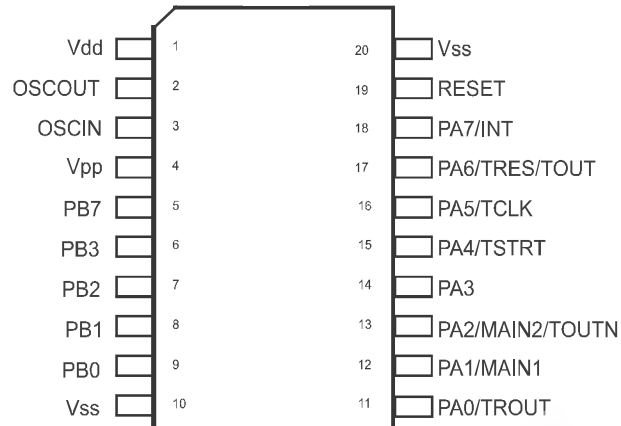 Vdd 1 20 Vss
OSCOUT 2 19 RESET
OSCIN 3 18 PA7/INT
Vpp 4 17 PA6/TRES/TOUT
PB7 5 16 PA5/TCLK
PB3 6 15 PA4/TSTRT
PB2 7 14 PA3
PB1 8 13 PA2/MAIN2/TOUTN
PB0 9 12 PA1/MAIN1
Vss 10 11 PA0/TROUT